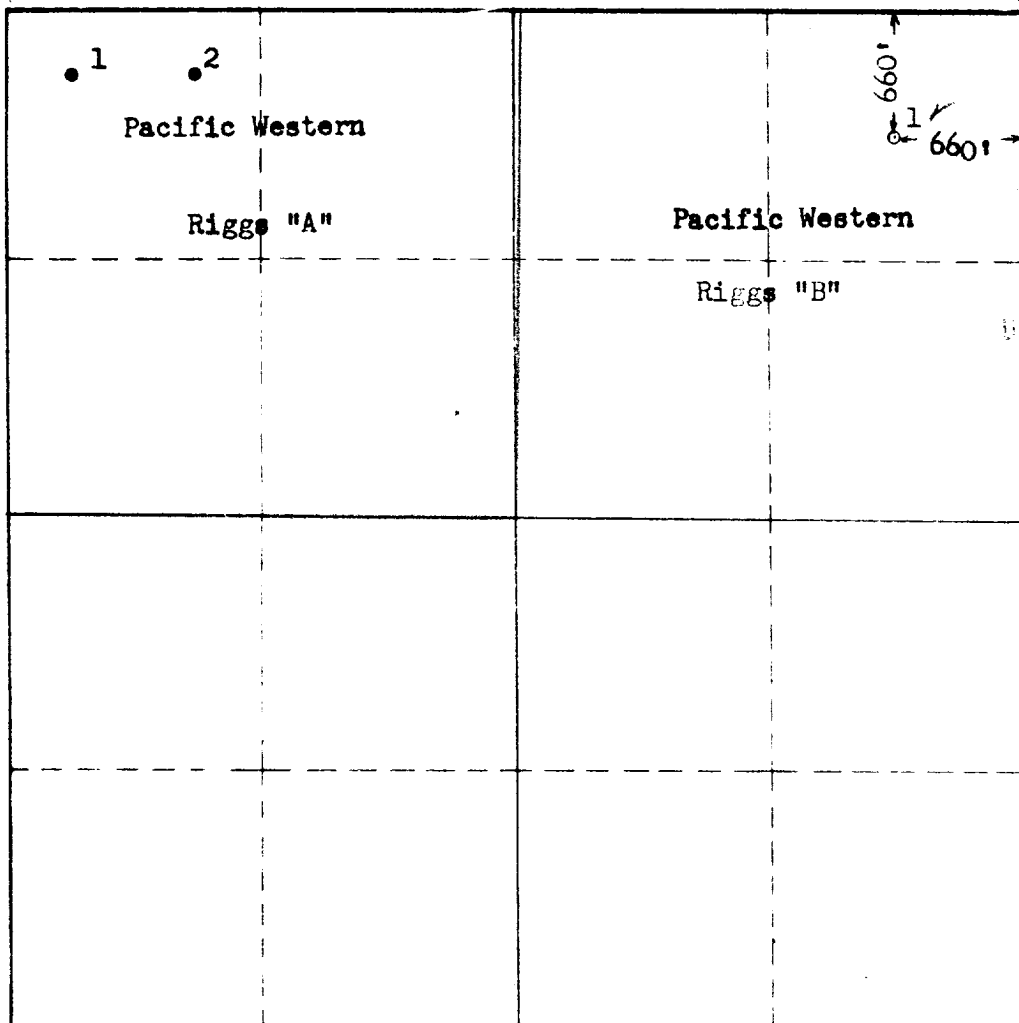 1 2
Pacific Western
Riggs "A"
660'
1
660'
Pacific Western
Riggs "B"